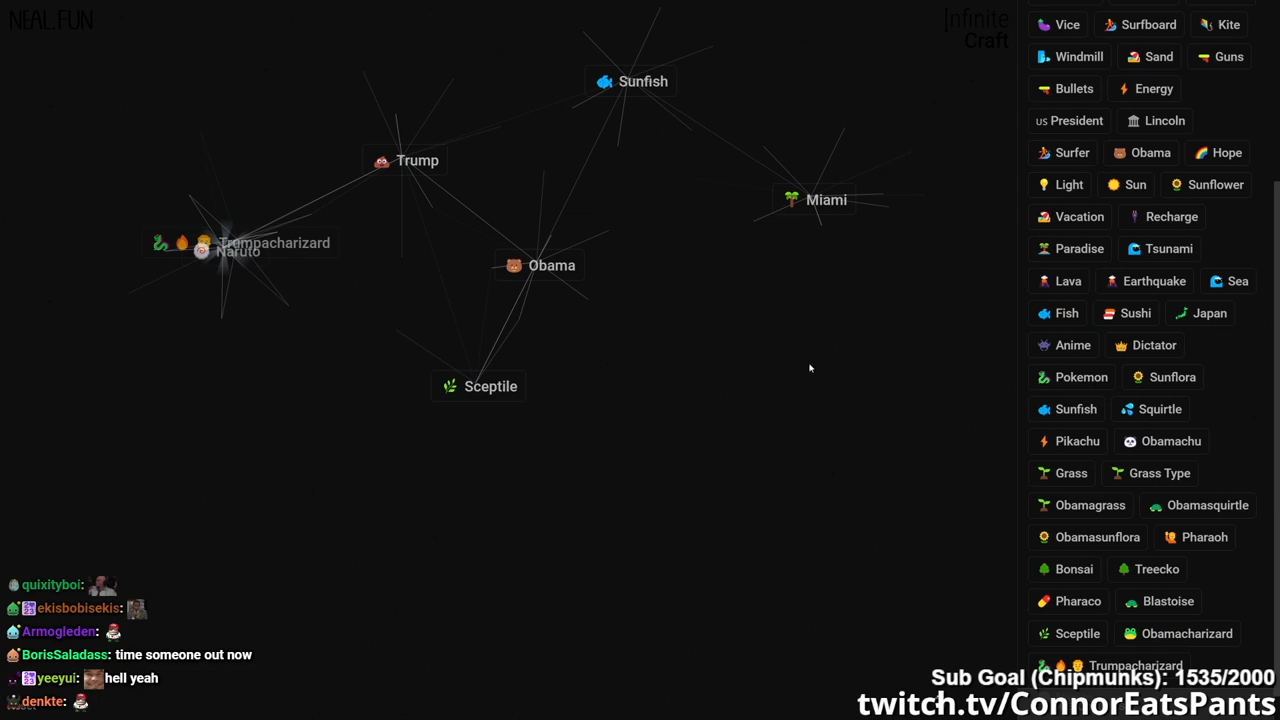 NEAL.FUN
Infinite
Craft
Sunfish
Trump
Miami
Trumpacharizard
Naruto
Obama
Sceptile
Vice Surfboard Kite
Windmill Sand Guns
Bullets Energy
US President Lincoln
Surfer Obama Hope
Light Sun Sunflower
Vacation Recharge
Paradise Tsunami
Lava Earthquake Sea
Fish Sushi Japan
Anime Dictator
Pokemon Sunflora
Sunfish Squirtle
Pikachu Obamachu
Grass Grass Type
Obamagrass Obamasquirtle
Obamasunflora Pharaoh
Bonsai Treecko
Pharaco Blastoise
Sceptile Obamacharizard
Trumpacharizard
quixityboi:
ekisbobisekis:
Armogleden:
BorisSaladass: time someone out now
yeeyui: hell yeah
denkte:
Sub Goal (Chipmunks): 1535/2000
twitch.tv/ConnorEatsPants